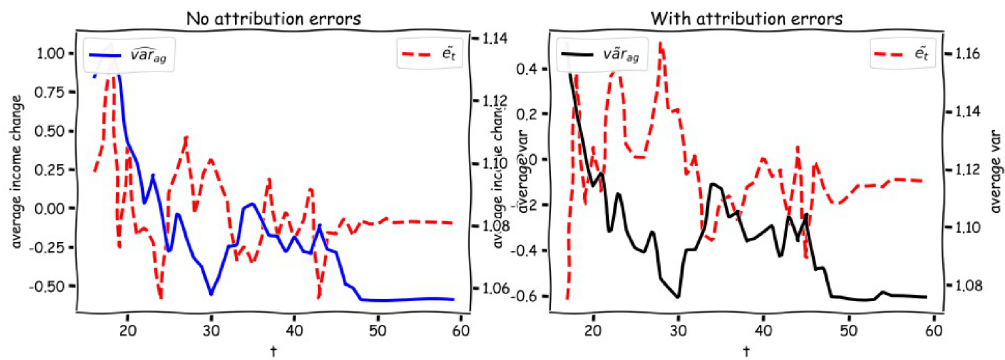 No attribution errors
average income change
1.00
0.75
0.50
0.25
0.00
-0.25
-0.50
v̂ar_ag
ẽ_t
1.14
1.12
1.10
1.08
1.06
average var
20 30 40 50 60
t
With attribution errors
average income change
0.4
0.2
0.0
-0.2
-0.4
-0.6
ṽar_ag
ẽ_t
1.16
1.14
1.12
1.10
1.08
average var
20 30 40 50 60
t